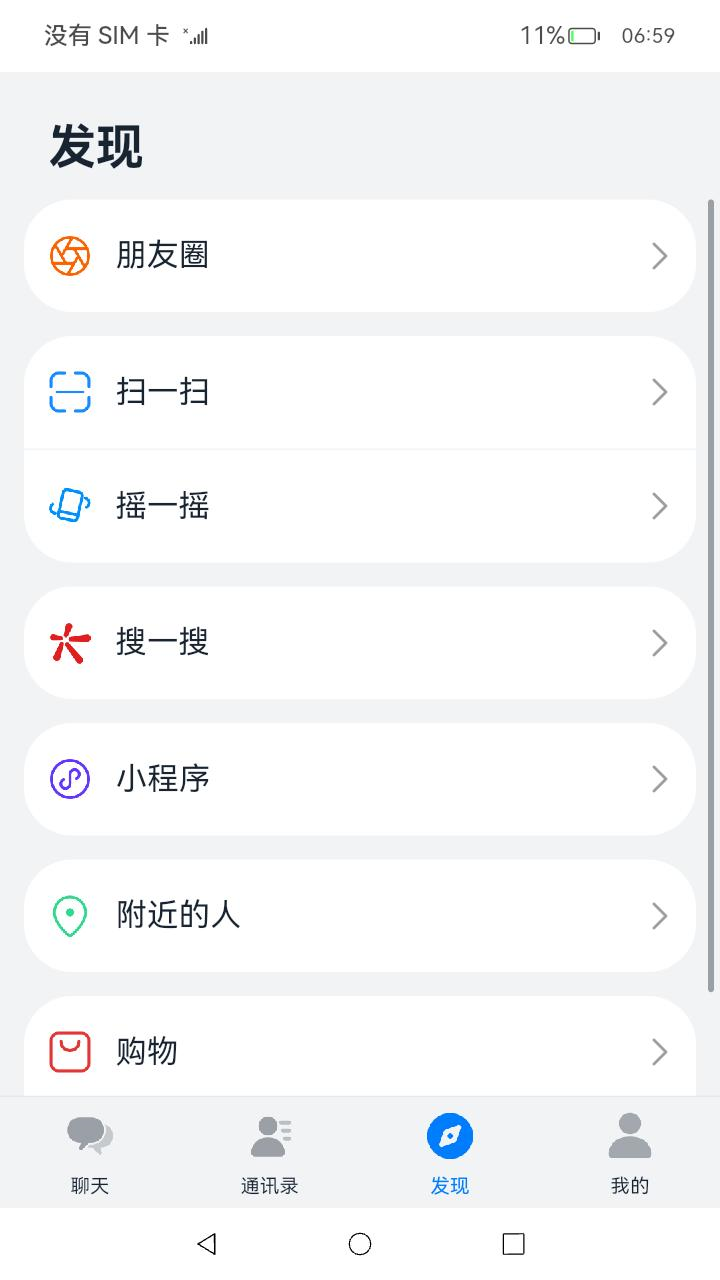 没有 SIM 卡 11% 06:59
发现
朋友圈
扫一扫
摇一摇
搜一搜
小程序
附近的人
购物
聊天 通讯录 发现 我的